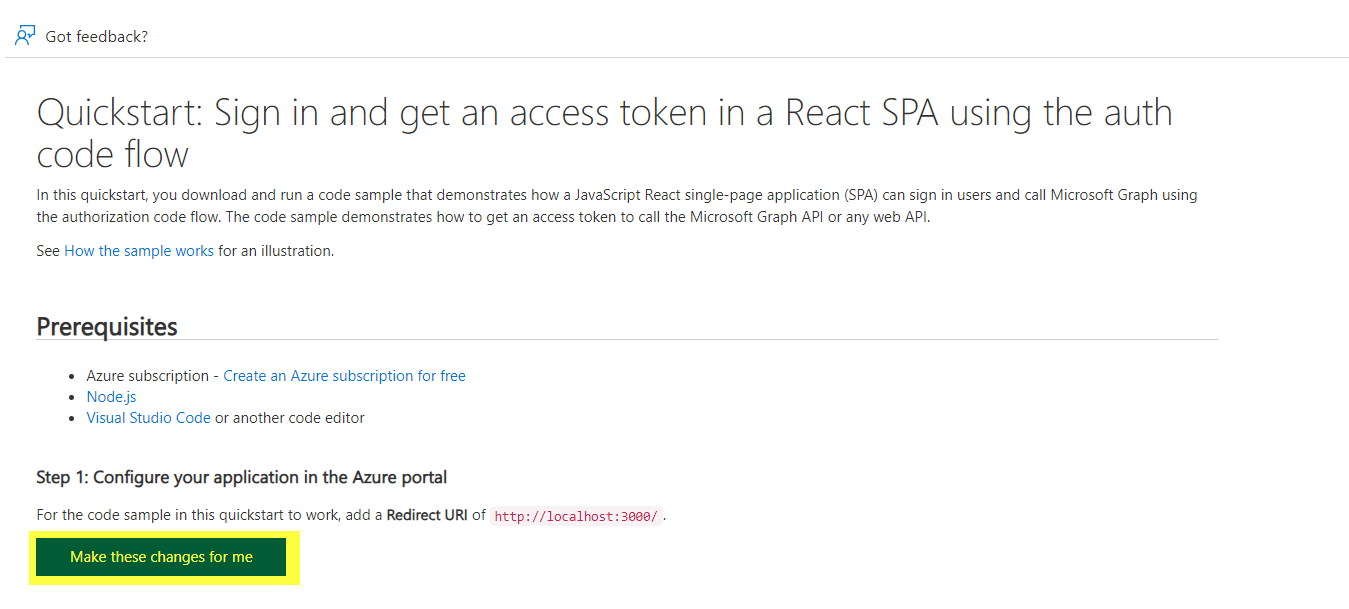 Got feedback?
Quickstart: Sign in and get an access token in a React SPA using the auth
code flow
In this quickstart, you download and run a code sample that demonstrates how a JavaScript React single-page application (SPA) can sign in users and call Microsoft Graph using
the authorization code flow. The code sample demonstrates how to get an access token to call the Microsoft Graph API or any web API.
See How the sample works for an illustration.
Prerequisites
• Azure subscription - Create an Azure subscription for free
• Node.js
• Visual Studio Code or another code editor
Step 1: Configure your application in the Azure portal
For the code sample in this quickstart to work, add a Redirect URI of http://localhost:3000/.
Make these changes for me